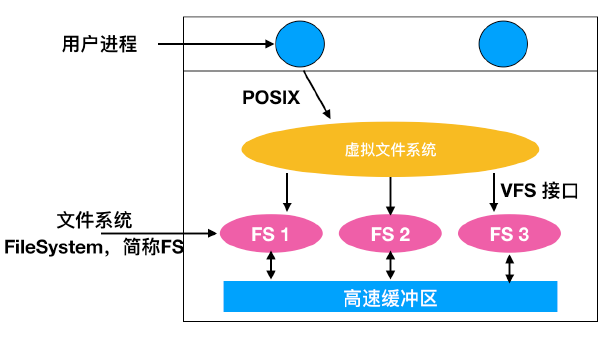 用户进程
POSIX
虚拟文件系统
VFS 接口
文件系统
FileSystem，简称FS
FS 1
FS 2
FS 3
高速缓冲区